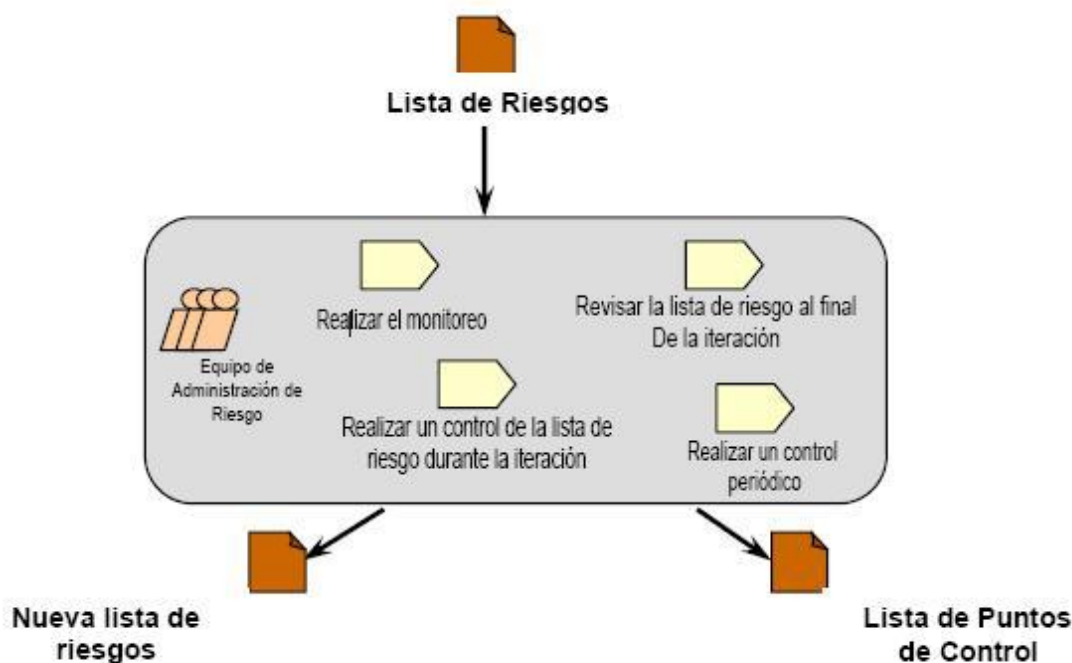 Lista de Riesgos
Realizar el monitoreo
Revisar la lista de riesgo al final
De la iteración
Equipo de
Administración de
Riesgo
Realizar un control de la lista de
riesgo durante la iteración
Realizar un control
periódico
Nueva lista de
riesgos
Lista de Puntos
de Control